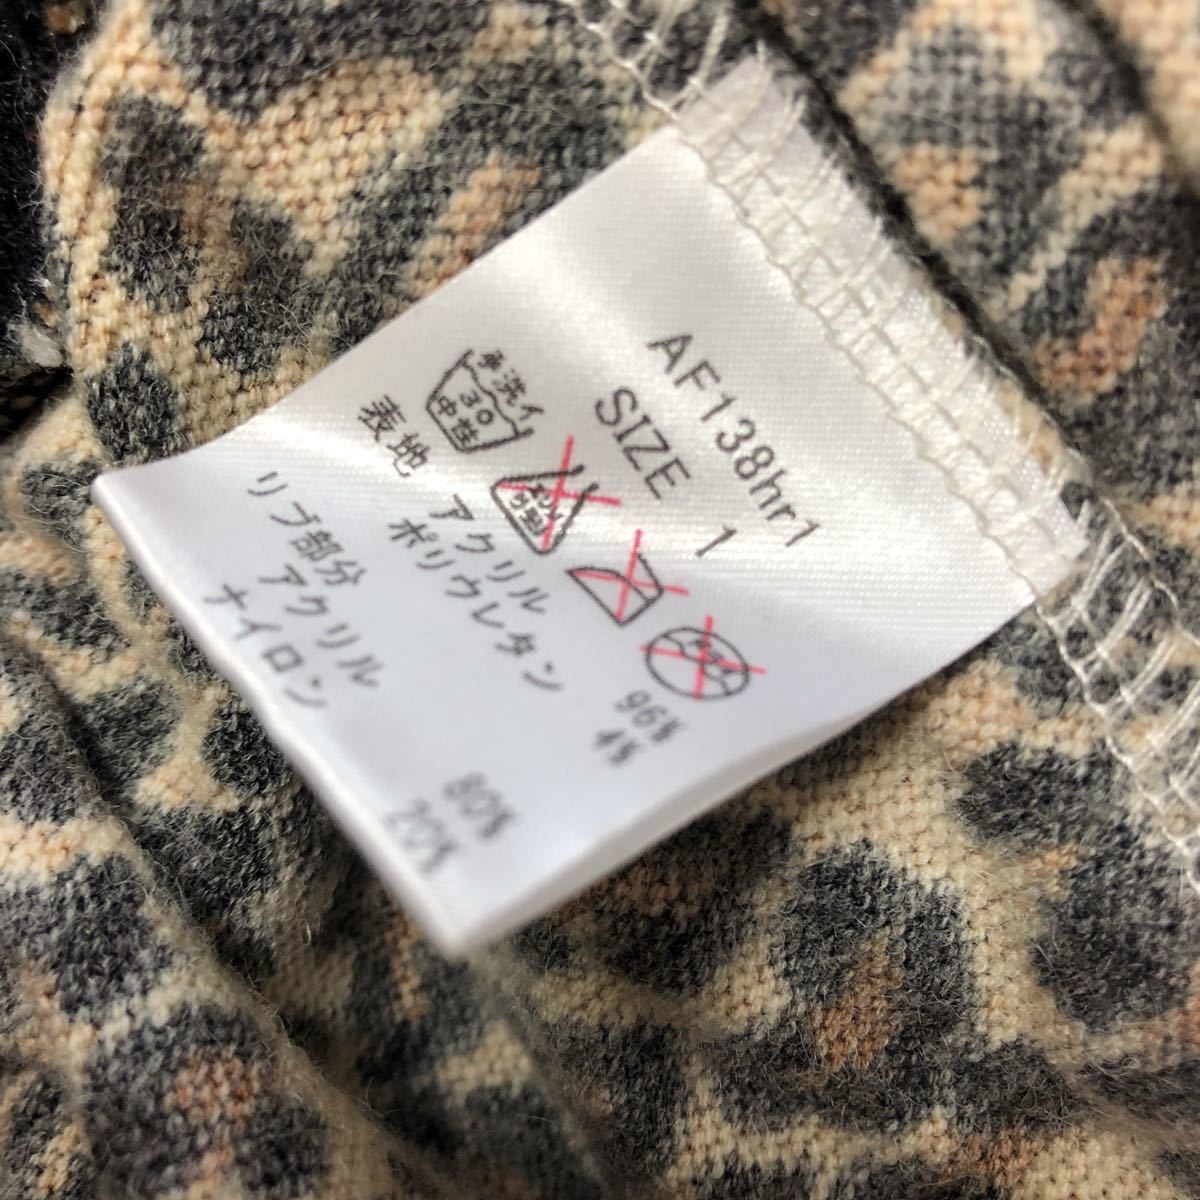 AF138hr1
SIZE 1
手洗イ
30
中性
表地 アクリル 96%
ポリウレタン 4%
リブ部分
アクリル 80%
ナイロン 20%